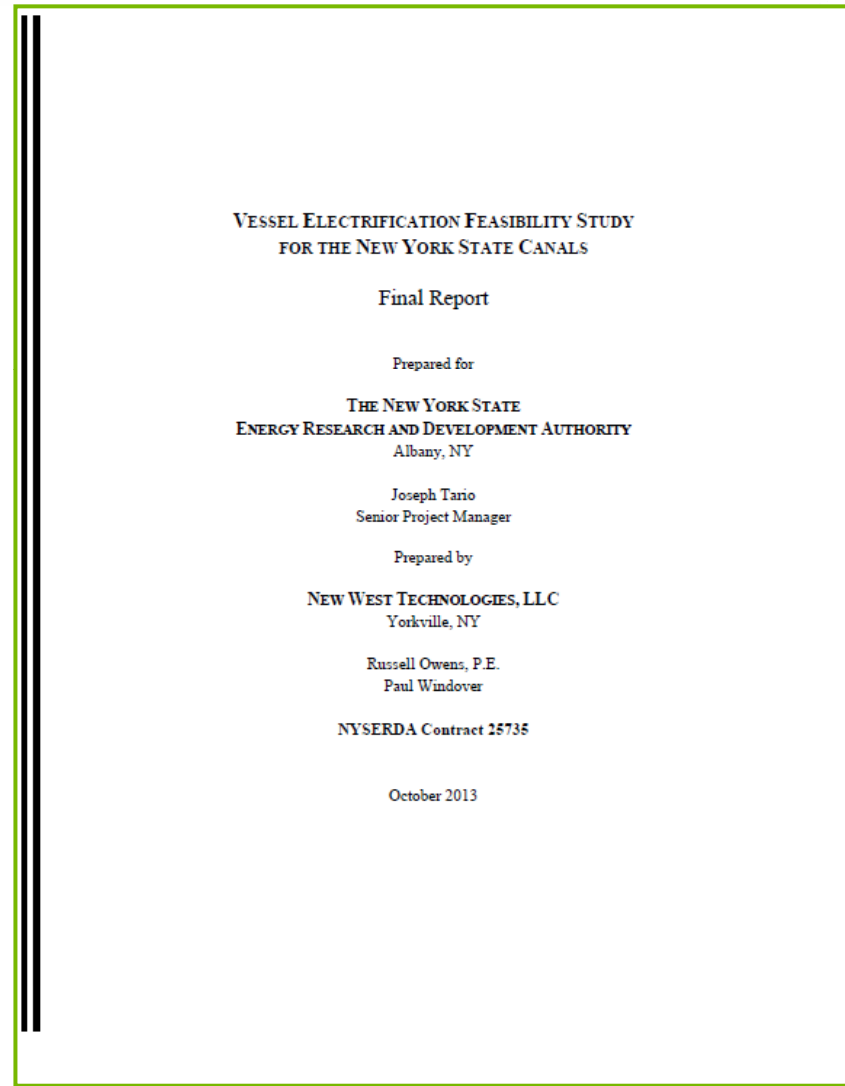 VESSEL ELECTRIFICATION FEASIBILITY STUDY
FOR THE NEW YORK STATE CANALS
Final Report
Prepared for
THE NEW YORK STATE
ENERGY RESEARCH AND DEVELOPMENT AUTHORITY
Albany, NY
Joseph Tario
Senior Project Manager
Prepared by
NEW WEST TECHNOLOGIES, LLC
Yorkville, NY
Russell Owens, P.E.
Paul Windover
NYSERDA Contract 25735
October 2013